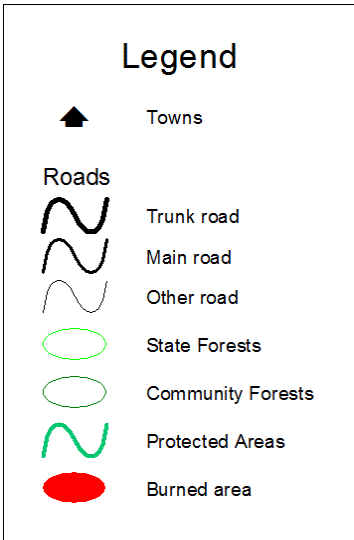 Legend
Towns
Roads
Trunk road
Main road
Other road
State Forests
Community Forests
Protected Areas
Burned area